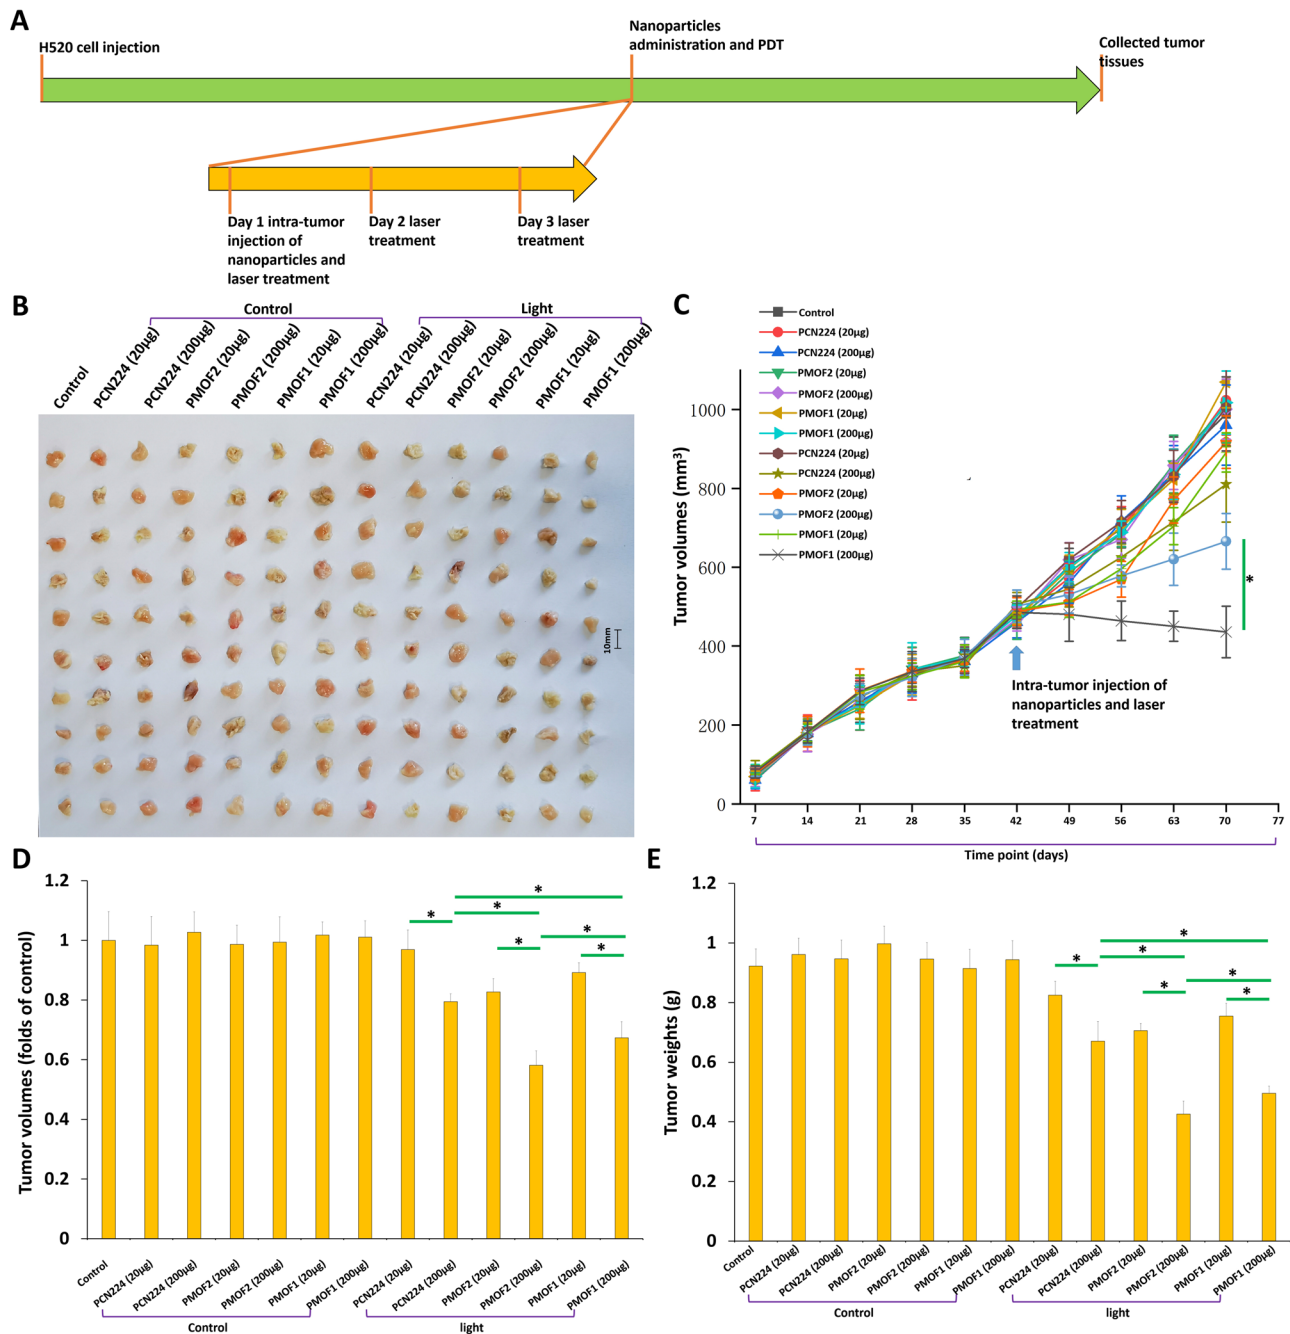 A
H520 cell injection
Nanoparticles
administration and PDT
Collected tumor
tissues
Day 1 intra-tumor
injection of
nanoparticles and
laser treatment
Day 2 laser
treatment
Day 3 laser
treatment
B
Control
Light
Control
PCN224 (20μg)
PCN224 (200μg)
PMOF2 (20μg)
PMOF2 (200μg)
PMOF1 (20μg)
PMOF1 (200μg)
PCN224 (20μg)
PCN224 (200μg)
PMOF2 (20μg)
PMOF2 (200μg)
PMOF1 (20μg)
PMOF1 (200μg)
10mm
C
Control
PCN224 (20μg)
PCN224 (200μg)
PMOF2 (20μg)
PMOF2 (200μg)
PMOF1 (20μg)
PMOF1 (200μg)
PCN224 (20μg)
PCN224 (200μg)
PMOF2 (20μg)
PMOF2 (200μg)
PMOF1 (20μg)
PMOF1 (200μg)
Tumor volumes (mm³)
1000
800
600
400
200
0
*
Intra-tumor injection of
nanoparticles and laser
treatment
7 14 21 28 35 42 49 56 63 70 77
Time point (days)
D
Tumor volumes (folds of control)
1.2
1
0.8
0.6
0.4
0.2
0
* * * * * *
Control
PCN224 (20μg)
PCN224 (200μg)
PMOF2 (20μg)
PMOF2 (200μg)
PMOF1 (20μg)
PMOF1 (200μg)
PCN224 (20μg)
PCN224 (200μg)
PMOF2 (20μg)
PMOF2 (200μg)
PMOF1 (20μg)
PMOF1 (200μg)
Control
light
E
Tumor weights (g)
1.2
1
0.8
0.6
0.4
0.2
0
* * * * * *
Control
PCN224 (20μg)
PCN224 (200μg)
PMOF2 (20μg)
PMOF2 (200μg)
PMOF1 (20μg)
PMOF1 (200μg)
PCN224 (20μg)
PCN224 (200μg)
PMOF2 (20μg)
PMOF2 (200μg)
PMOF1 (20μg)
PMOF1 (200μg)
Control
light